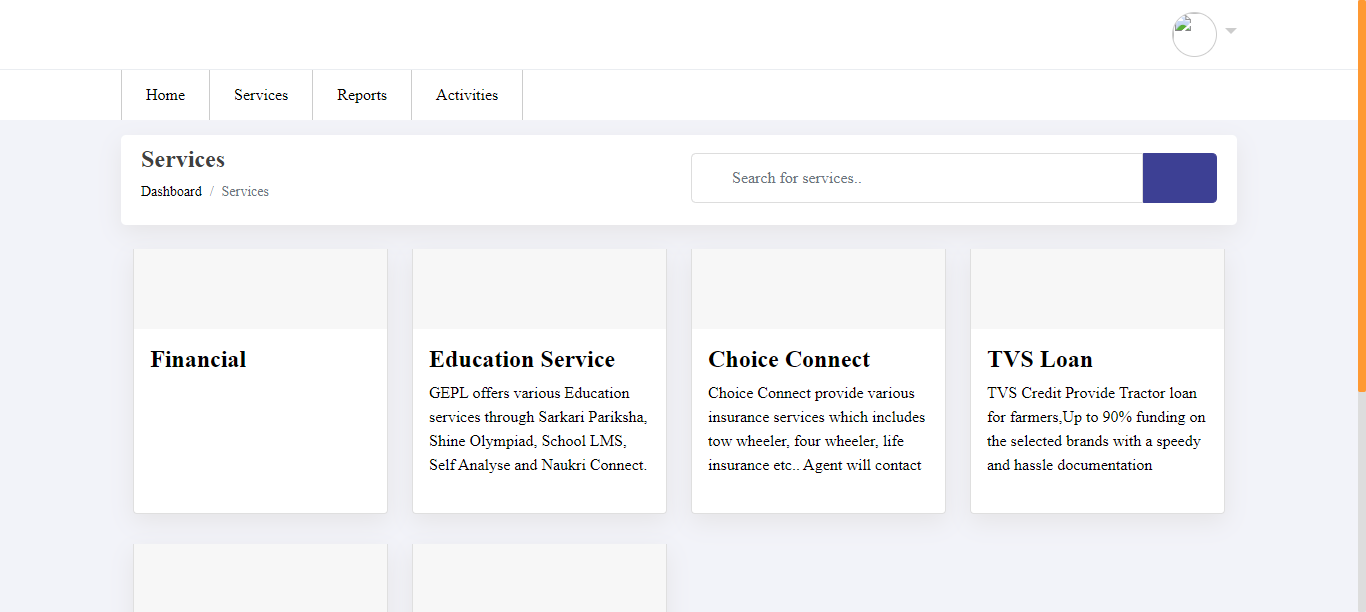 Home Services Reports Activities
Services
Dashboard / Services
Search for services..
Financial
Education Service
GEPL offers various Education
services through Sarkari Pariksha,
Shine Olympiad, School LMS,
Self Analyse and Naukri Connect.
Choice Connect
Choice Connect provide various
insurance services which includes
tow wheeler, four wheeler, life
insurance etc.. Agent will contact
TVS Loan
TVS Credit Provide Tractor loan
for farmers,Up to 90% funding on
the selected brands with a speedy
and hassle documentation